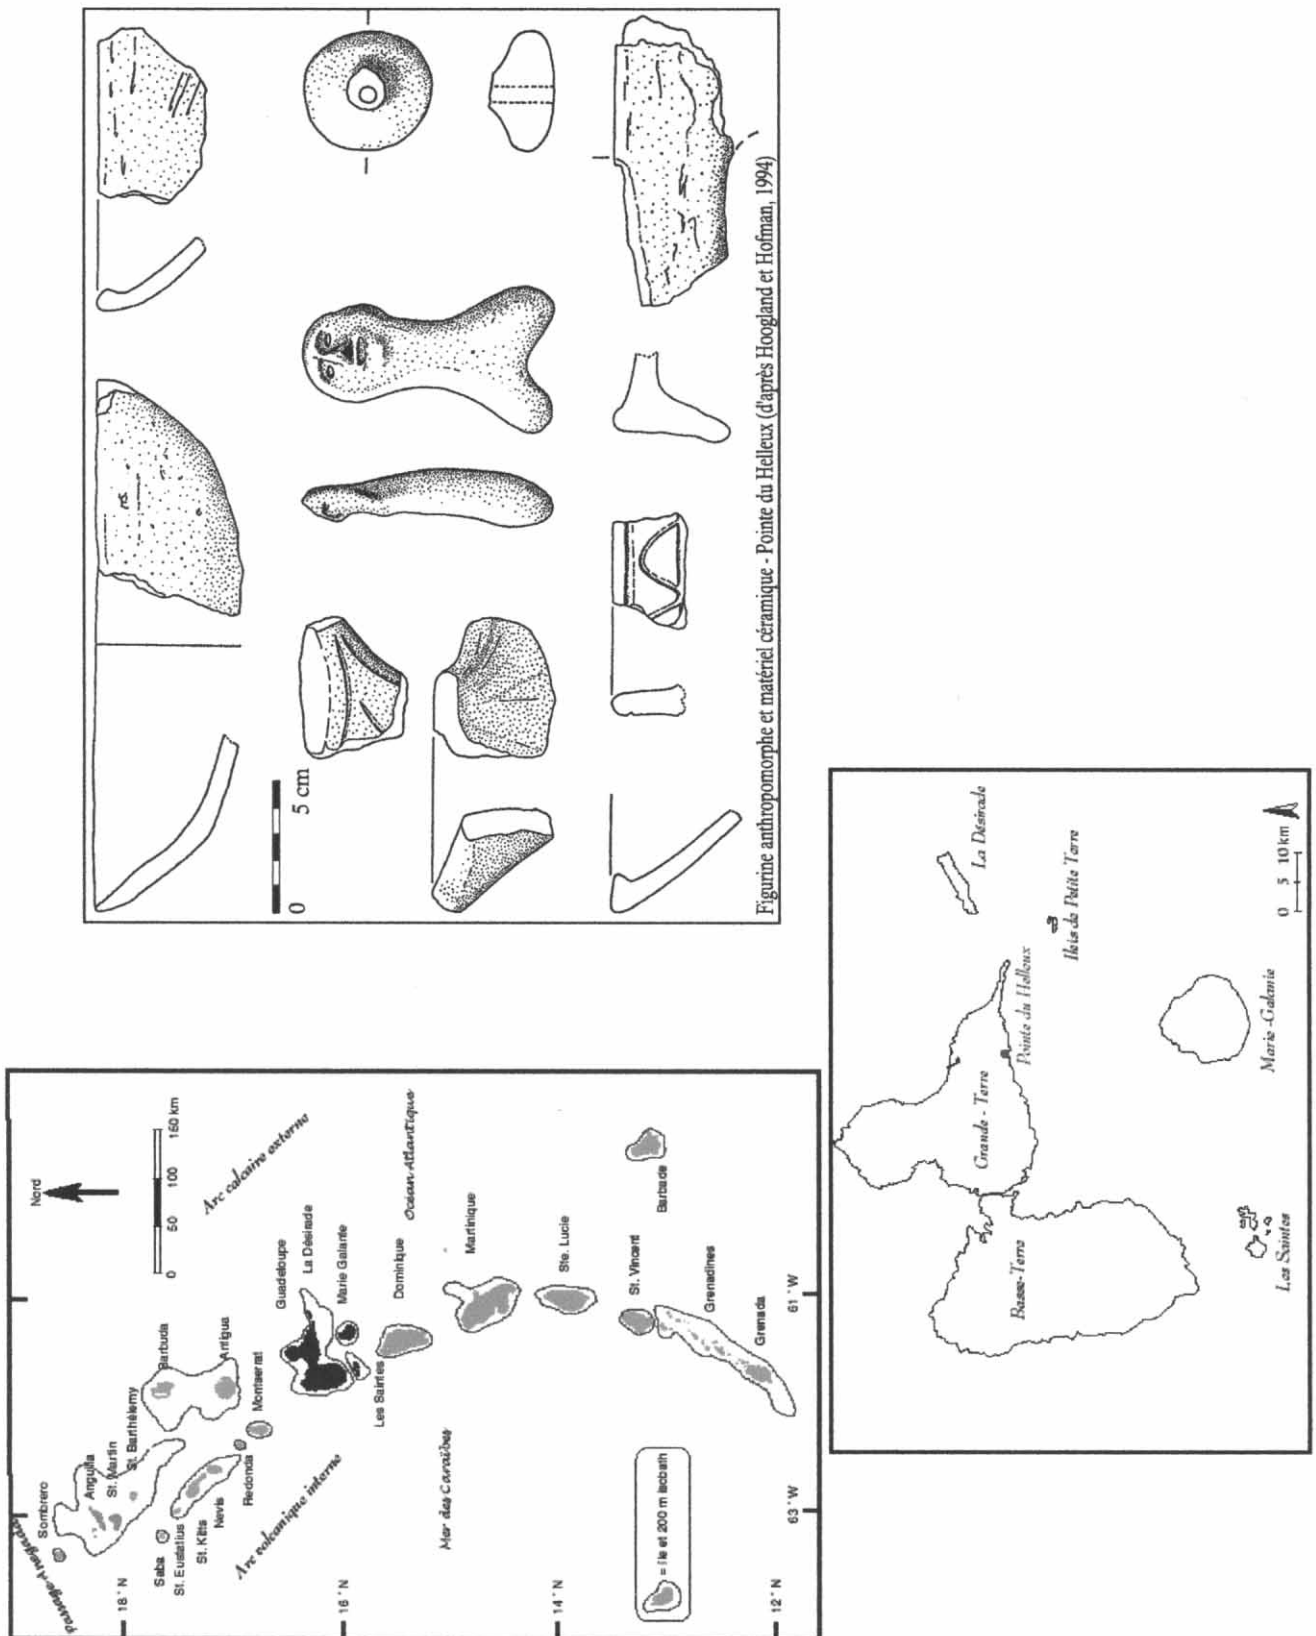 0
5 cm
Figurine anthropomorphe et matériel céramique - Pointe du Helleux (d'après Hoogland et Hofman, 1994)
Nord
0 50 100 160 km
passage Anegada
Sombrero
Anguilla
St. Martin
St. Barthélemy
Barbuda
Antigua
Saba
St. Eustatius
St. Kitts
Nevis
Redonda
Montserrat
Arc calcaire externe
Arc volcanique interne
Guadeloupe
La Désirade
Marie Galante
Les Saintes
Dominique
Océan Atlantique
Mer des Caraïbes
Martinique
Ste. Lucie
St. Vincent
Barbade
Grenadines
Grenada
= île et 200 m isobath
18° N
16° N
14° N
12° N
63° W
61° W
La Désirade
Ilets de Petite Terre
Pointe du Helleux
Grande - Terre
Basse-Terre
Marie-Galante
Les Saintes
0 5 10 km